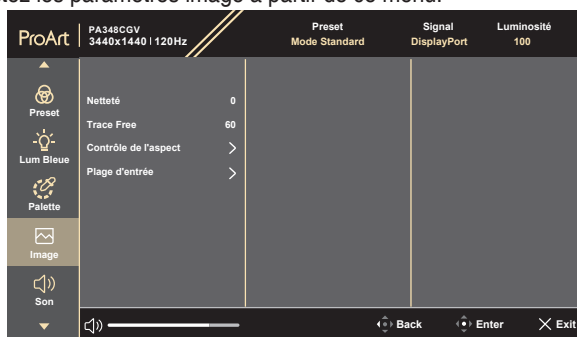 tez les paramètres image à partir de ce menu.
ProArt
PA348CGV
3440x1440 | 120Hz
Preset
Mode Standard
Signal
DisplayPort
Luminosité
100
Preset
Lum Bleue
Palette
Image
Son
Netteté 0
Trace Free 60
Contrôle de l'aspect
Plage d'entrée
Back
Enter
Exit